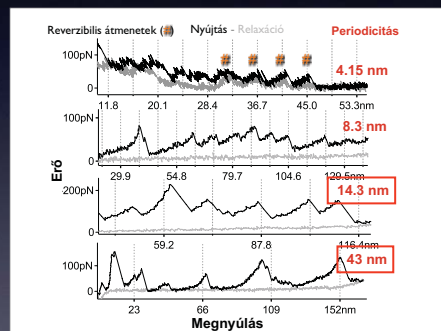 Reverzibilis átmenetek (#) Nyújtás - Relaxáció Periodicitás
# # # #
100pN
0
4.15 nm
11.8 20.1 28.4 36.7 45.0 53.3nm
100pN
0
8.3 nm
29.9 54.8 79.7 104.6 129.5nm
200pN
0
14.3 nm
59.2 87.8 116.4nm
100pN
0
43 nm
23 66 109 152nm
Erő
Megnyúlás